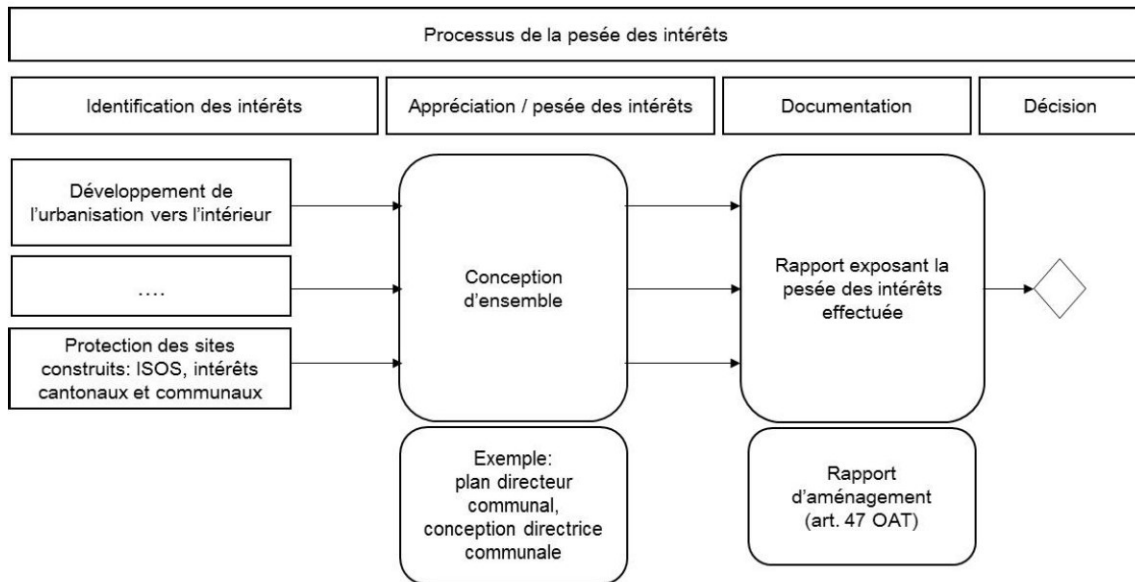 Processus de la pesée des intérêts
Identification des intérêts
Appréciation / pesée des intérêts
Documentation
Décision
Développement de
l'urbanisation vers l'intérieur
....
Protection des sites
construits: ISOS, intérêts
cantonaux et communaux
Conception
d'ensemble
Exemple:
plan directeur
communal,
conception directrice
communale
Rapport exposant la
pesée des intérêts
effectuée
Rapport
d'aménagement
(art. 47 OAT)